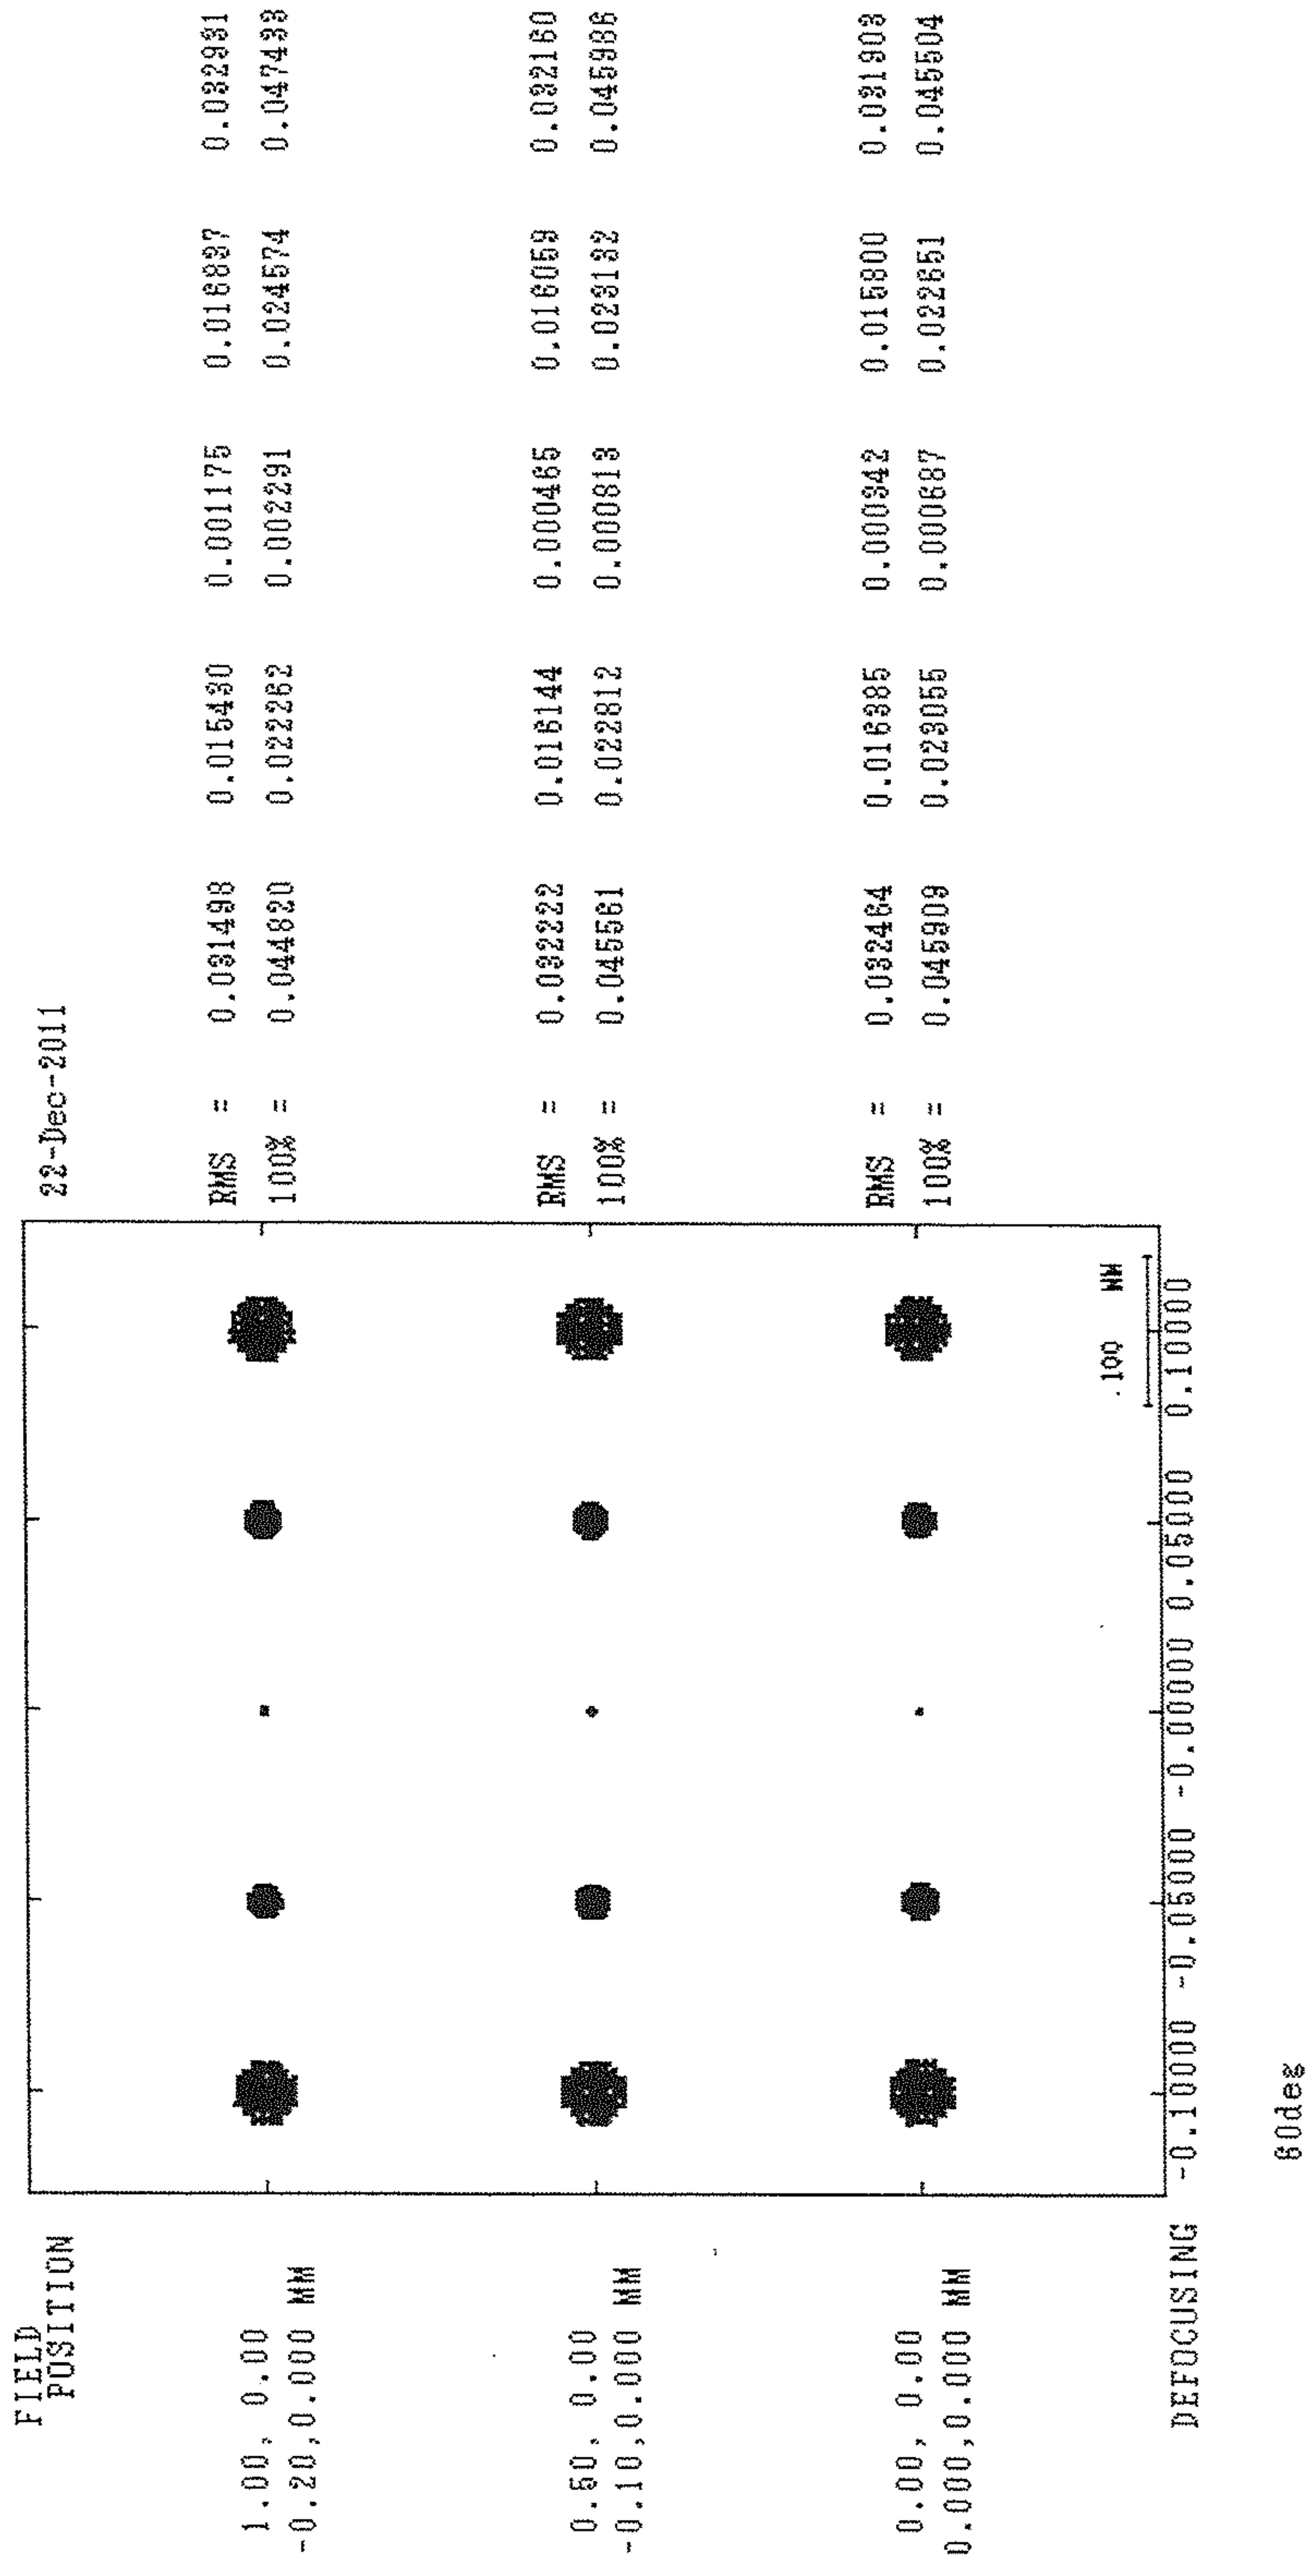 FIELD
POSITION
22-Dec-2011
1.00, 0.00
-0.20,0.000 MM
RMS = 0.031498 0.015430 0.001175 0.016837 0.032931
100% = 0.044820 0.022262 0.002291 0.024574 0.047433
0.50, 0.00
-0.10,0.000 MM
RMS = 0.032222 0.016144 0.000465 0.016059 0.032160
100% = 0.045561 0.022812 0.000813 0.023132 0.045986
0.00, 0.00
0.000,0.000 MM
RMS = 0.032464 0.016385 0.000342 0.015800 0.031903
100% = 0.045909 0.023055 0.000687 0.022651 0.045504
.100 MM
DEFOCUSING -0.10000 -0.05000 -0.00000 0.05000 0.10000
60deg